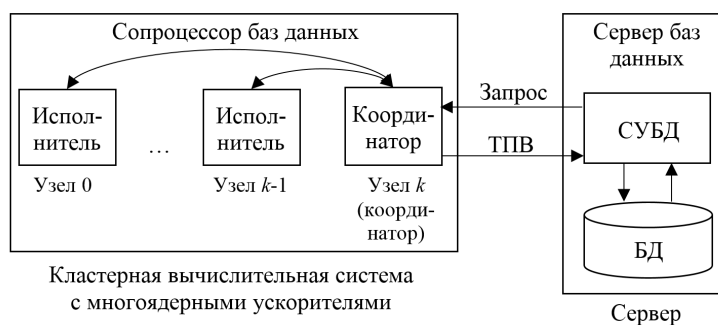 Сопроцессор баз данных
Испол-
нитель
Узел 0
…
Испол-
нитель
Узел k-1
Коорди-
натор
Узел k
(коорди-
натор)
Запрос
ТПВ
Сервер баз
данных
СУБД
БД
Кластерная вычислительная система
с многоядерными ускорителями
Сервер